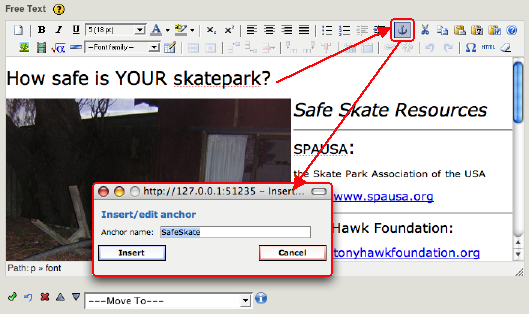 Free Text
5 (18 pt)
--Font family--
HTML
How safe is YOUR skatepark?
Safe Skate Resources
SPAUSA:
the Skate Park Association of the USA
www.spausa.org
Hawk Foundation:
tonyhawkfoundation.org
http://127.0.0.1:51235 – Insert...
Insert/edit anchor
Anchor name: SafeSkate
Insert Cancel
Path: p » font
---Move To---